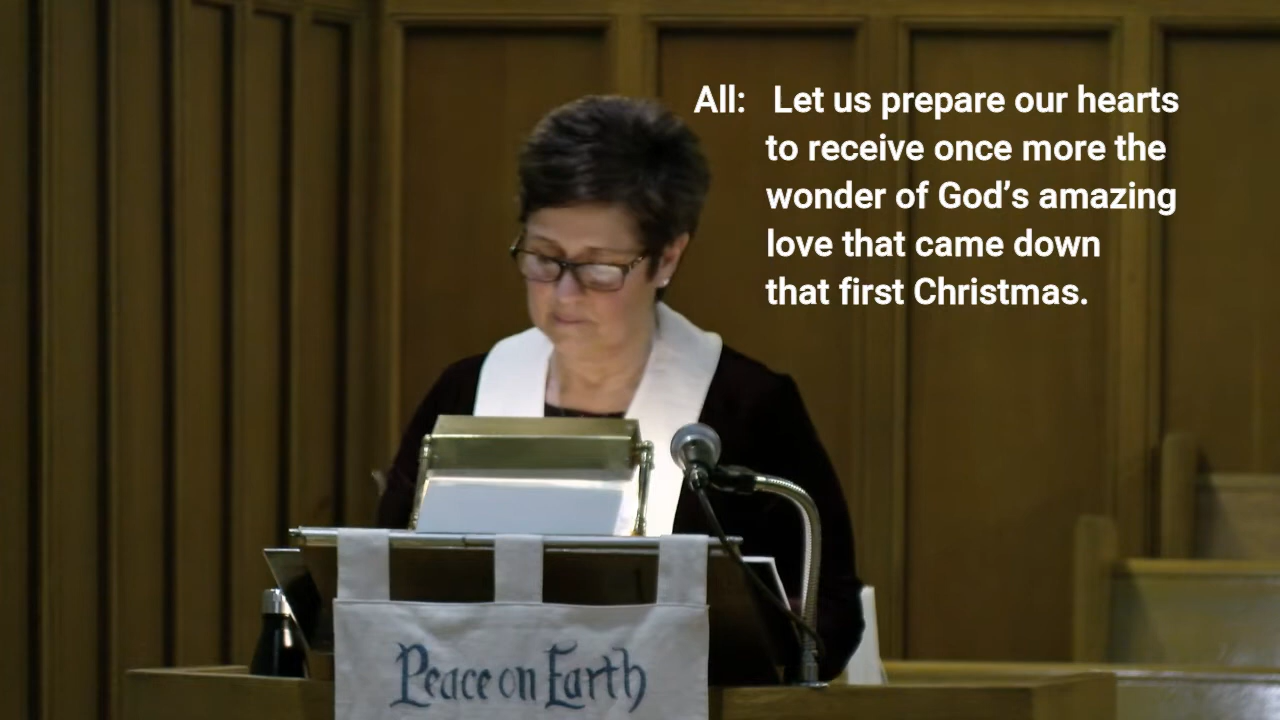 All: Let us prepare our hearts
to receive once more the
wonder of God’s amazing
love that came down
that first Christmas.
Peace on Earth